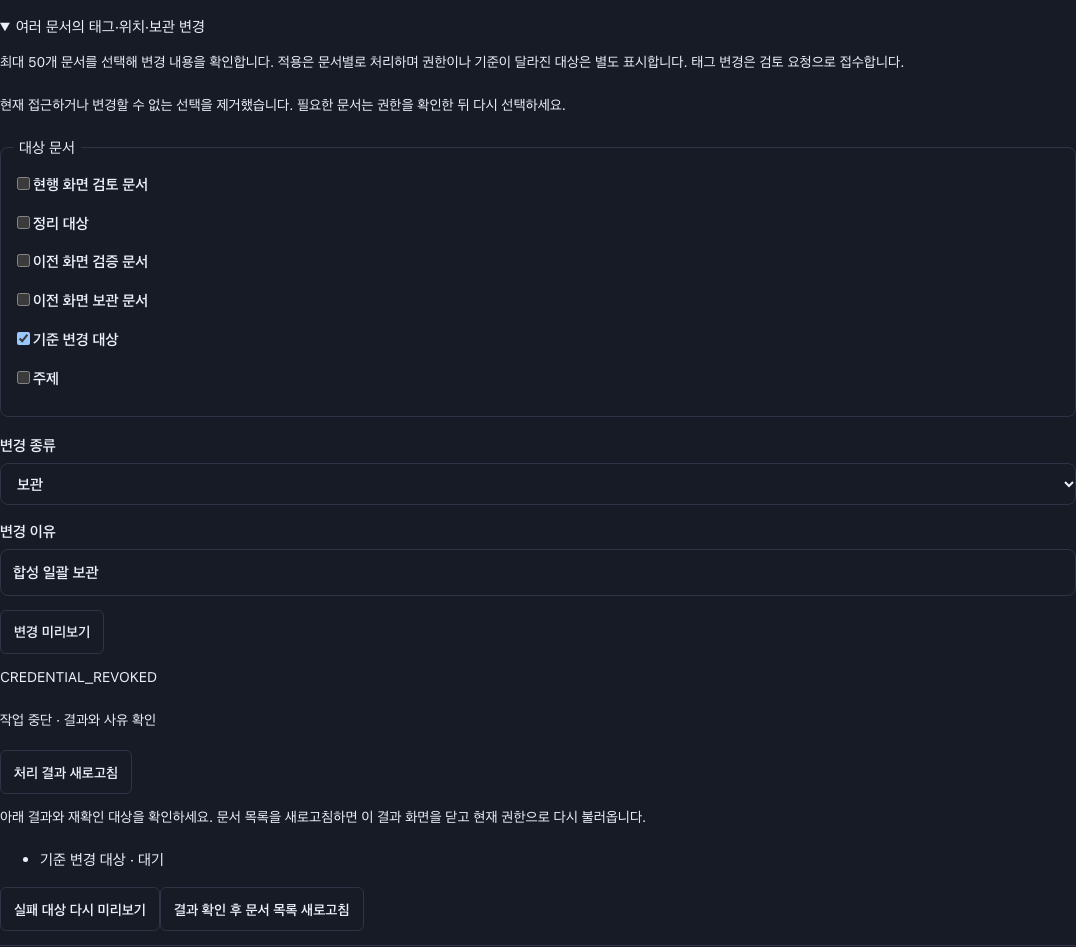 ▼ 여러 문서의 태그·위치·보관 변경
최대 50개 문서를 선택해 변경 내용을 확인합니다. 적용은 문서별로 처리하며 권한이나 기준이 달라진 대상은 별도 표시합니다. 태그 변경은 검토 요청으로 접수합니다.
현재 접근하거나 변경할 수 없는 선택을 제거했습니다. 필요한 문서는 권한을 확인한 뒤 다시 선택하세요.
대상 문서
현행 화면 검토 문서
정리 대상
이전 화면 검증 문서
이전 화면 보관 문서
기준 변경 대상
주제
변경 종류
보관
변경 이유
합성 일괄 보관
변경 미리보기
CREDENTIAL_REVOKED
작업 중단 · 결과와 사유 확인
처리 결과 새로고침
아래 결과와 재확인 대상을 확인하세요. 문서 목록을 새로고침하면 이 결과 화면을 닫고 현재 권한으로 다시 불러옵니다.
• 기준 변경 대상 · 대기
실패 대상 다시 미리보기 결과 확인 후 문서 목록 새로고침